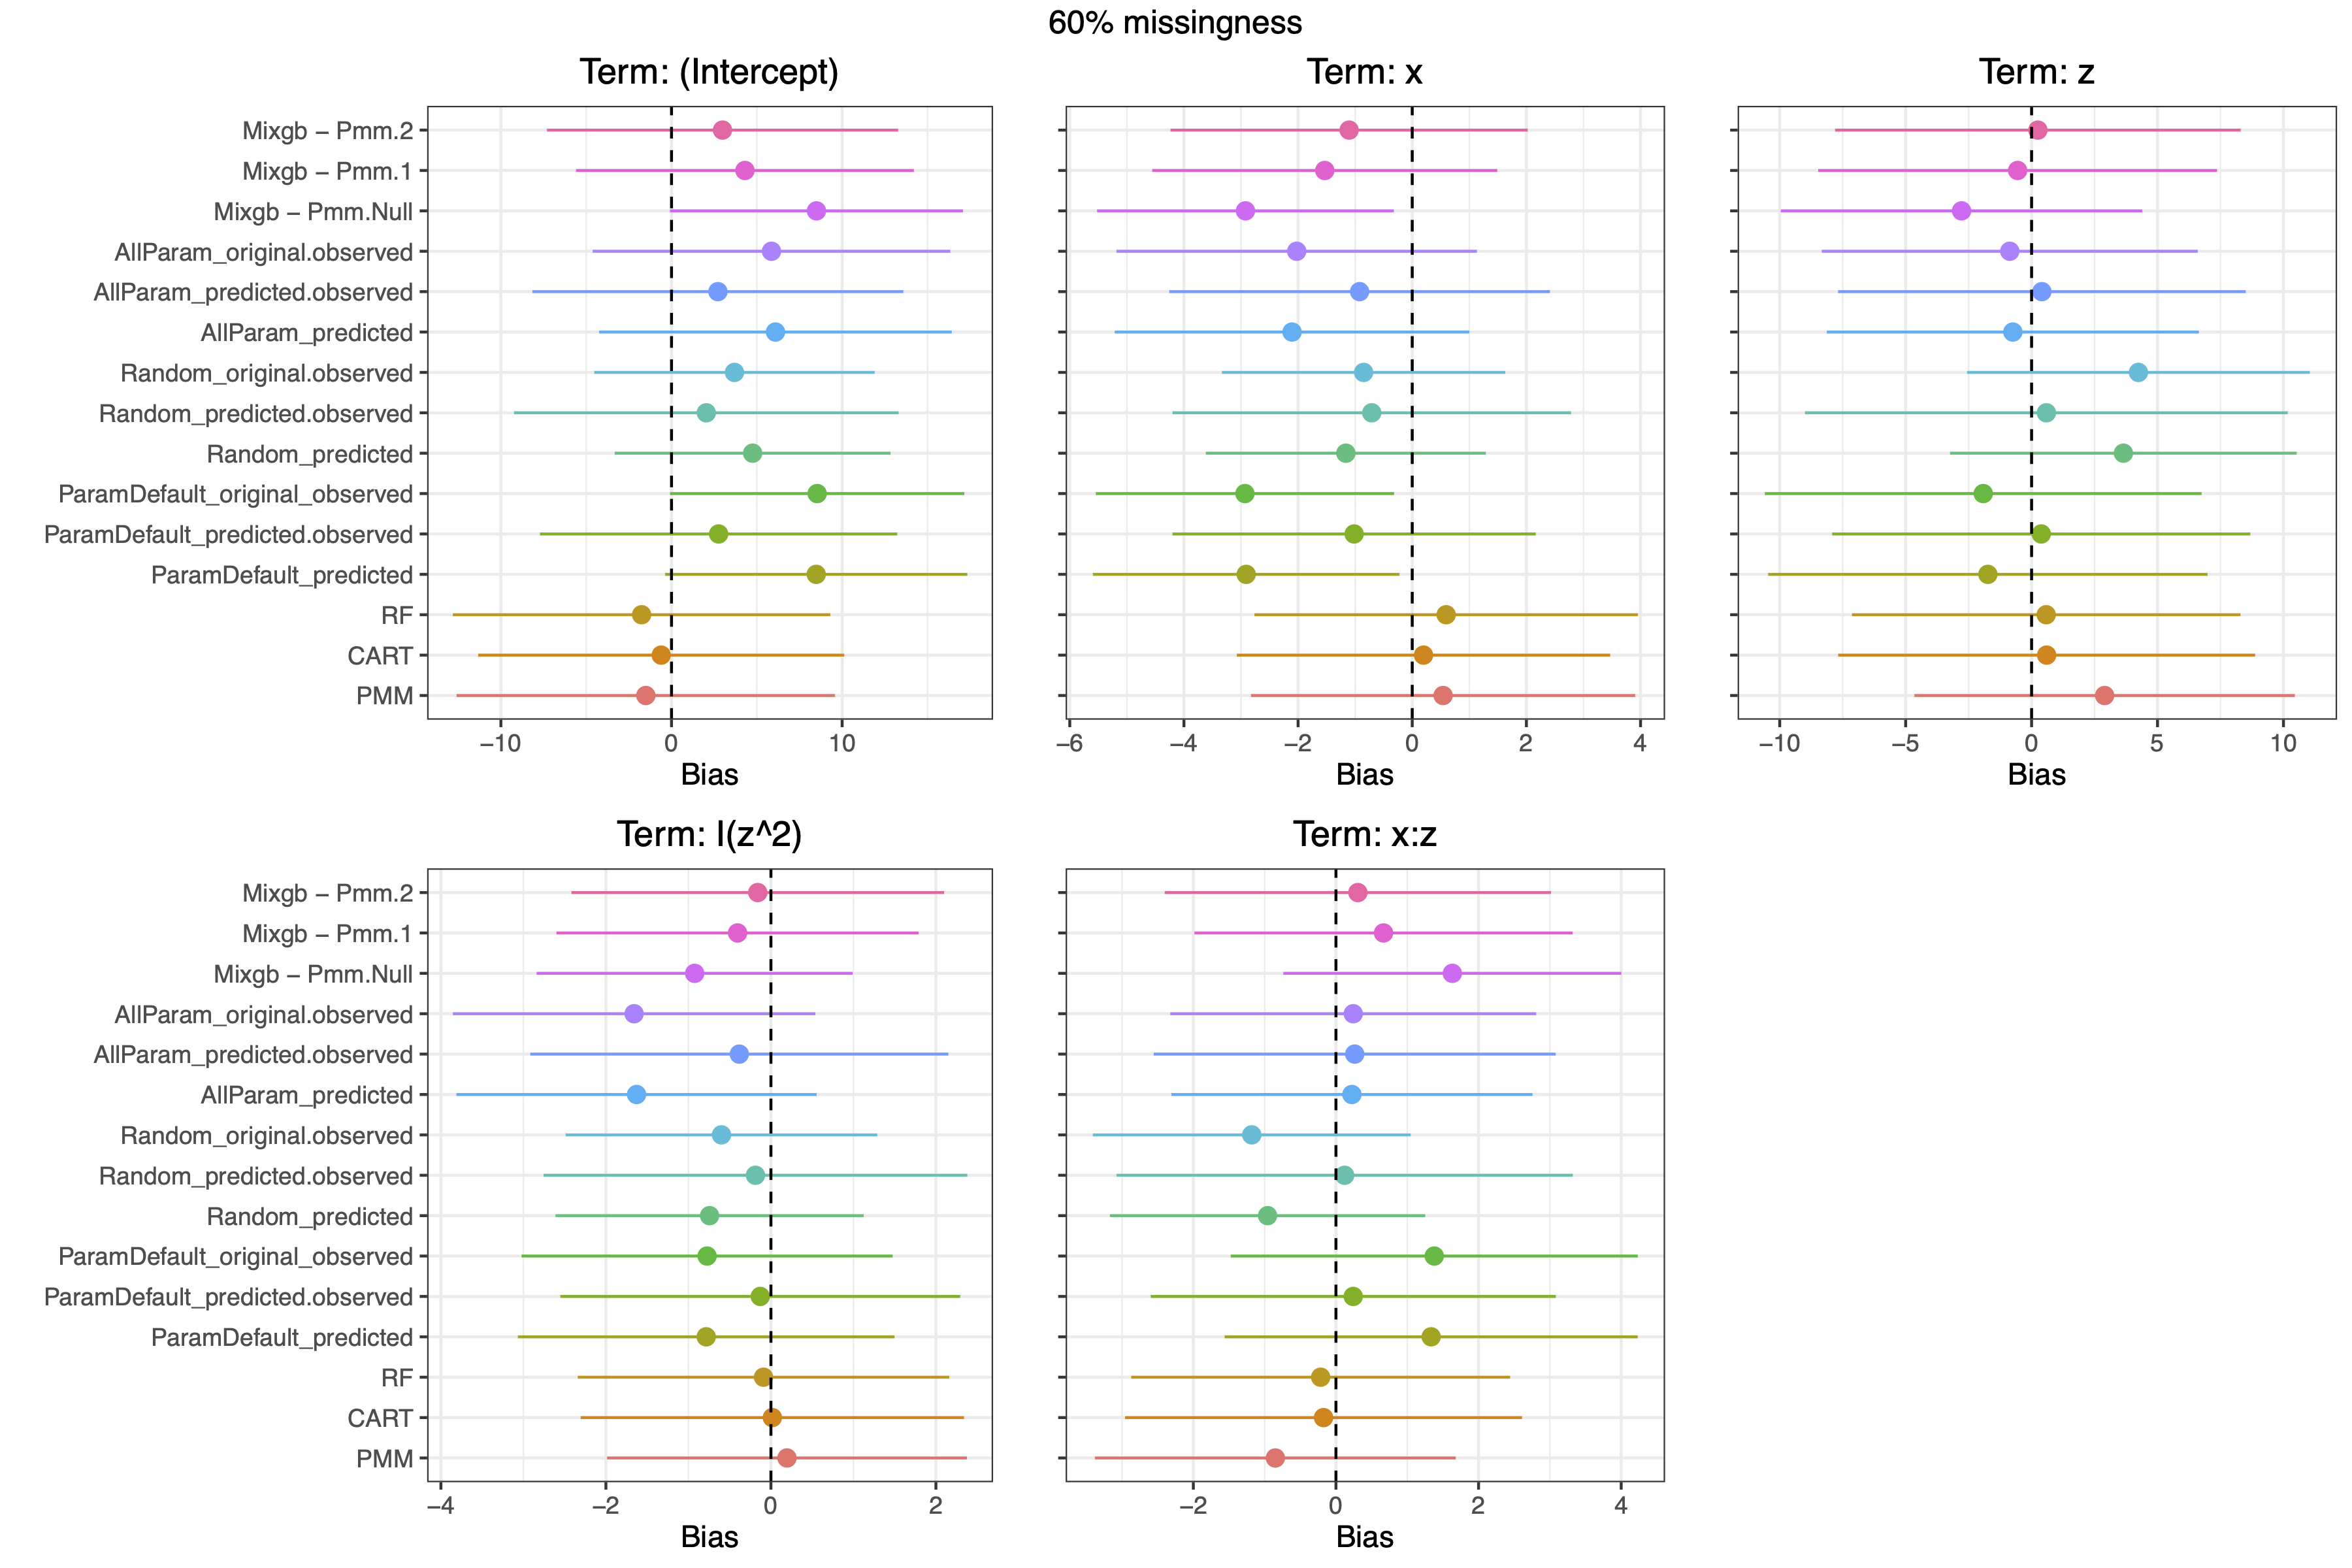 60% missingness
Term: (Intercept)
Term: x
Term: z
Mixgb – Pmm.2
Mixgb – Pmm.1
Mixgb – Pmm.Null
AllParam_original.observed
AllParam_predicted.observed
AllParam_predicted
Random_original.observed
Random_predicted.observed
Random_predicted
ParamDefault_original_observed
ParamDefault_predicted.observed
ParamDefault_predicted
RF
CART
PMM
−10 0 10
−6 −4 −2 0 2 4
−10 −5 0 5 10
Bias
Bias
Bias
Term: I(z^2)
Term: x:z
Mixgb – Pmm.2
Mixgb – Pmm.1
Mixgb – Pmm.Null
AllParam_original.observed
AllParam_predicted.observed
AllParam_predicted
Random_original.observed
Random_predicted.observed
Random_predicted
ParamDefault_original_observed
ParamDefault_predicted.observed
ParamDefault_predicted
RF
CART
PMM
−4 −2 0 2
−2 0 2 4
Bias
Bias